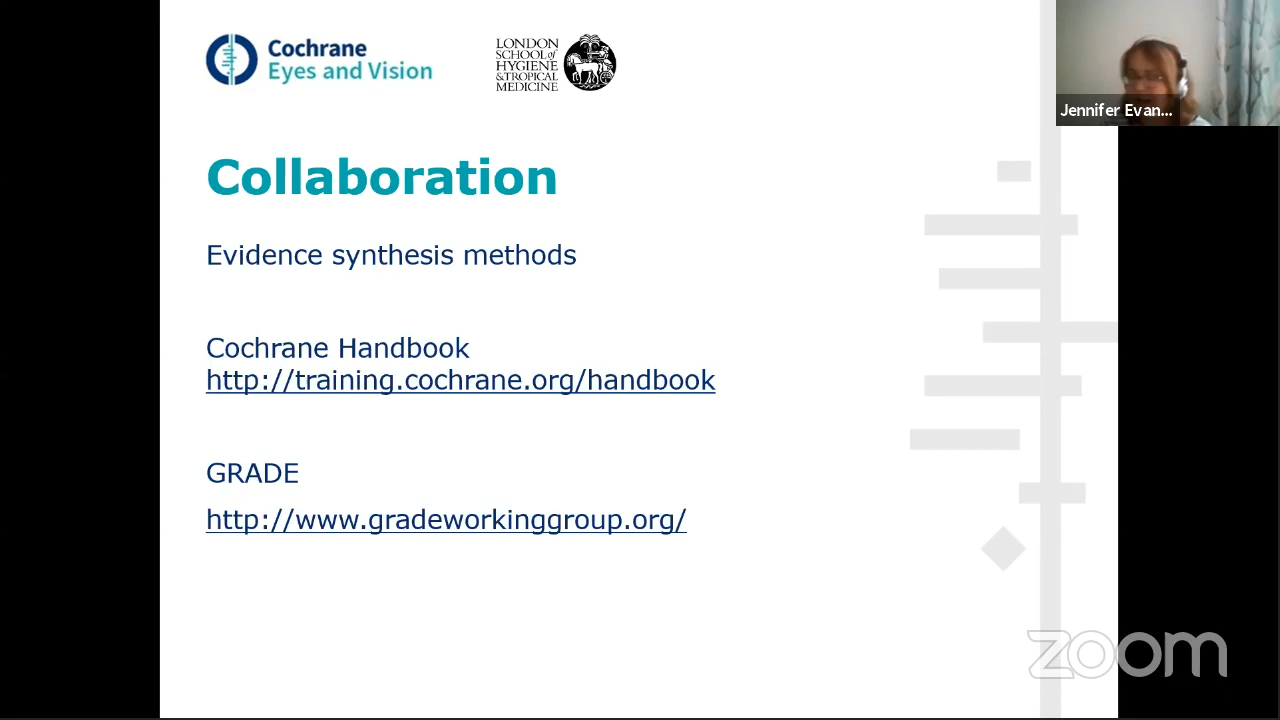 Cochrane
Eyes and Vision
LONDON
SCHOOL of
HYGIENE
& TROPICAL
MEDICINE
Jennifer Evan...
Collaboration
Evidence synthesis methods
Cochrane Handbook
http://training.cochrane.org/handbook
GRADE
http://www.gradeworkinggroup.org/
zoom